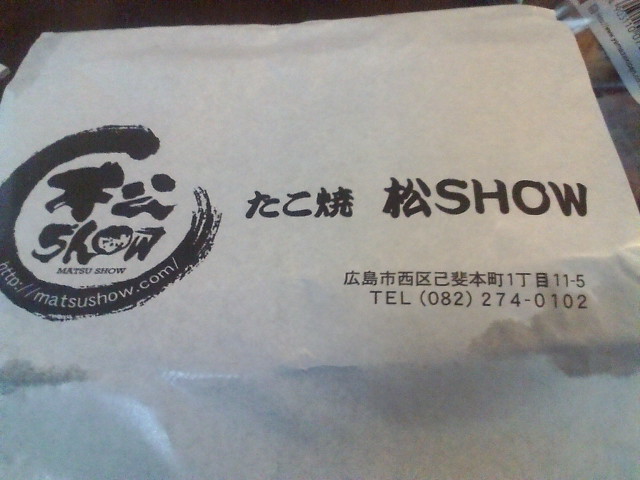 松
SHOW
MATSU SHOW
http://matsushow.com/
たこ焼 松SHOW
広島市西区己斐本町1丁目11-5
TEL (082) 274-0102